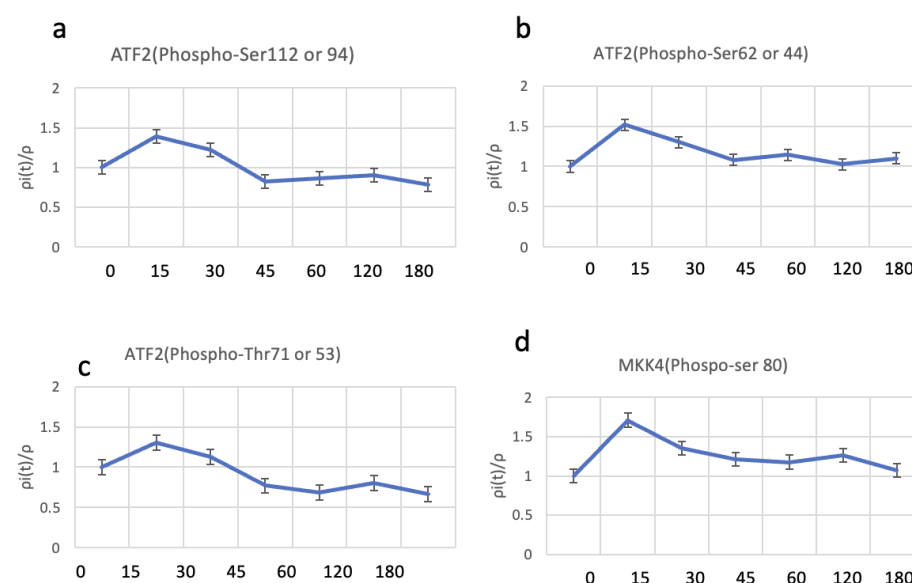 a
ATF2(Phospho-Ser112 or 94)
2
1.5
1
0.5
0
ρi(t)/ρ
0 15 30 45 60 120 180
b
ATF2(Phospho-Ser62 or 44)
2
1.5
1
0.5
0
ρi(t)/ρ
0 15 30 45 60 120 180
c
ATF2(Phospho-Thr71 or 53)
2
1.5
1
0.5
0
ρi(t)/ρ
0 15 30 45 60 120 180
d
MKK4(Phospo-ser 80)
2
1.5
1
0.5
0
ρi(t)/ρ
0 15 30 45 60 120 180